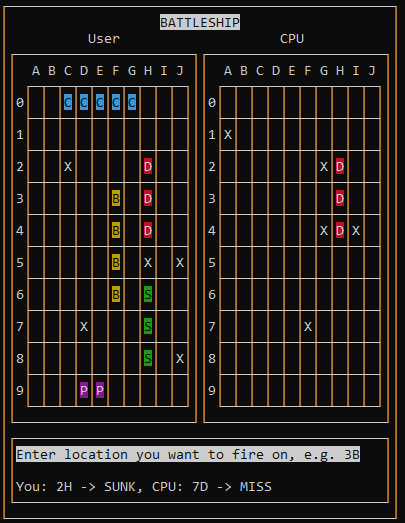 BATTLESHIP
User CPU
A B C D E F G H I J A B C D E F G H I J
0 C C C C C 0
1 1 X
2 X D 2 X D
3 B D 3 D
4 B D 4 X D X
5 B X X 5
6 B S 6
7 X S 7 X
8 S X 8
9 P P 9
Enter location you want to fire on, e.g. 3B
You: 2H -> SUNK, CPU: 7D -> MISS